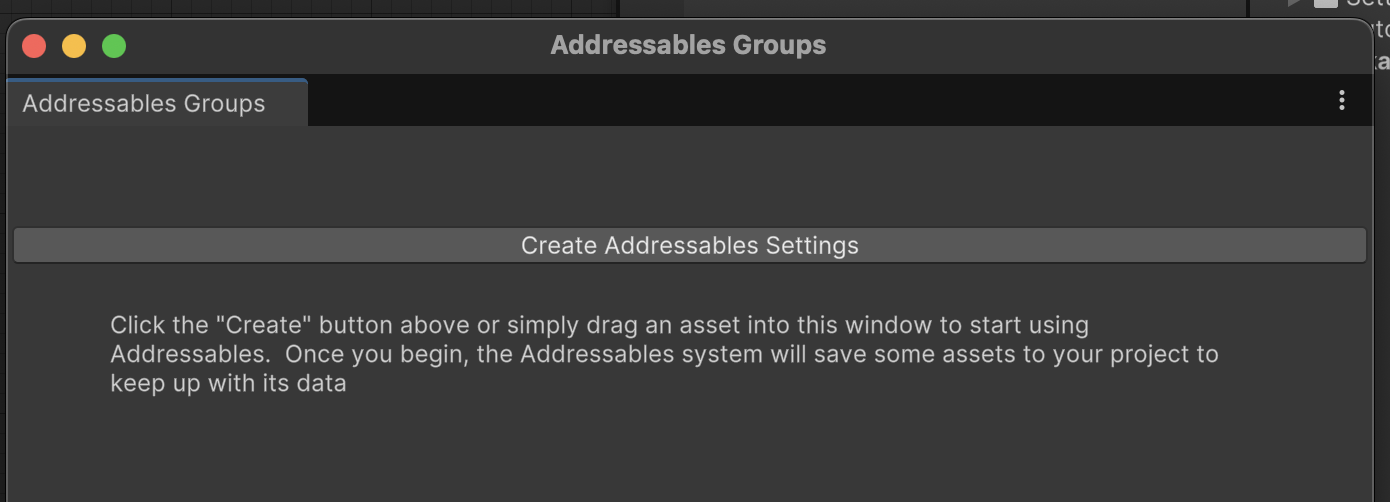 Addressables Groups
Addressables Groups
Create Addressables Settings
Click the "Create" button above or simply drag an asset into this window to start using
Addressables.  Once you begin, the Addressables system will save some assets to your project to
keep up with its data